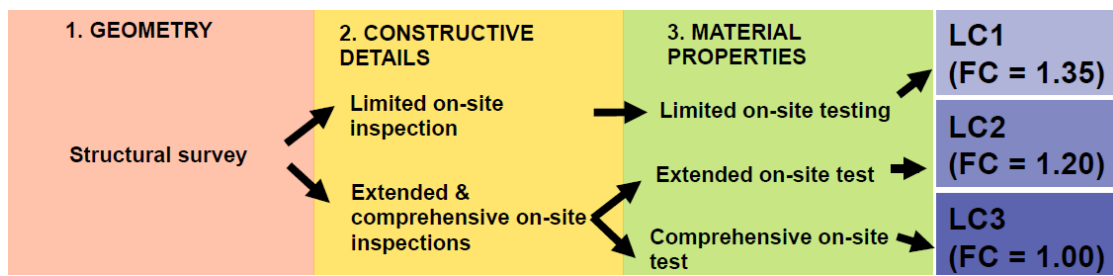 1. GEOMETRY
Structural survey
2. CONSTRUCTIVE
DETAILS
Limited on-site
inspection
Extended &
comprehensive on-site
inspections
3. MATERIAL
PROPERTIES
Limited on-site testing
Extended on-site test
Comprehensive on-site
test
LC1
(FC = 1.35)
LC2
(FC = 1.20)
LC3
(FC = 1.00)